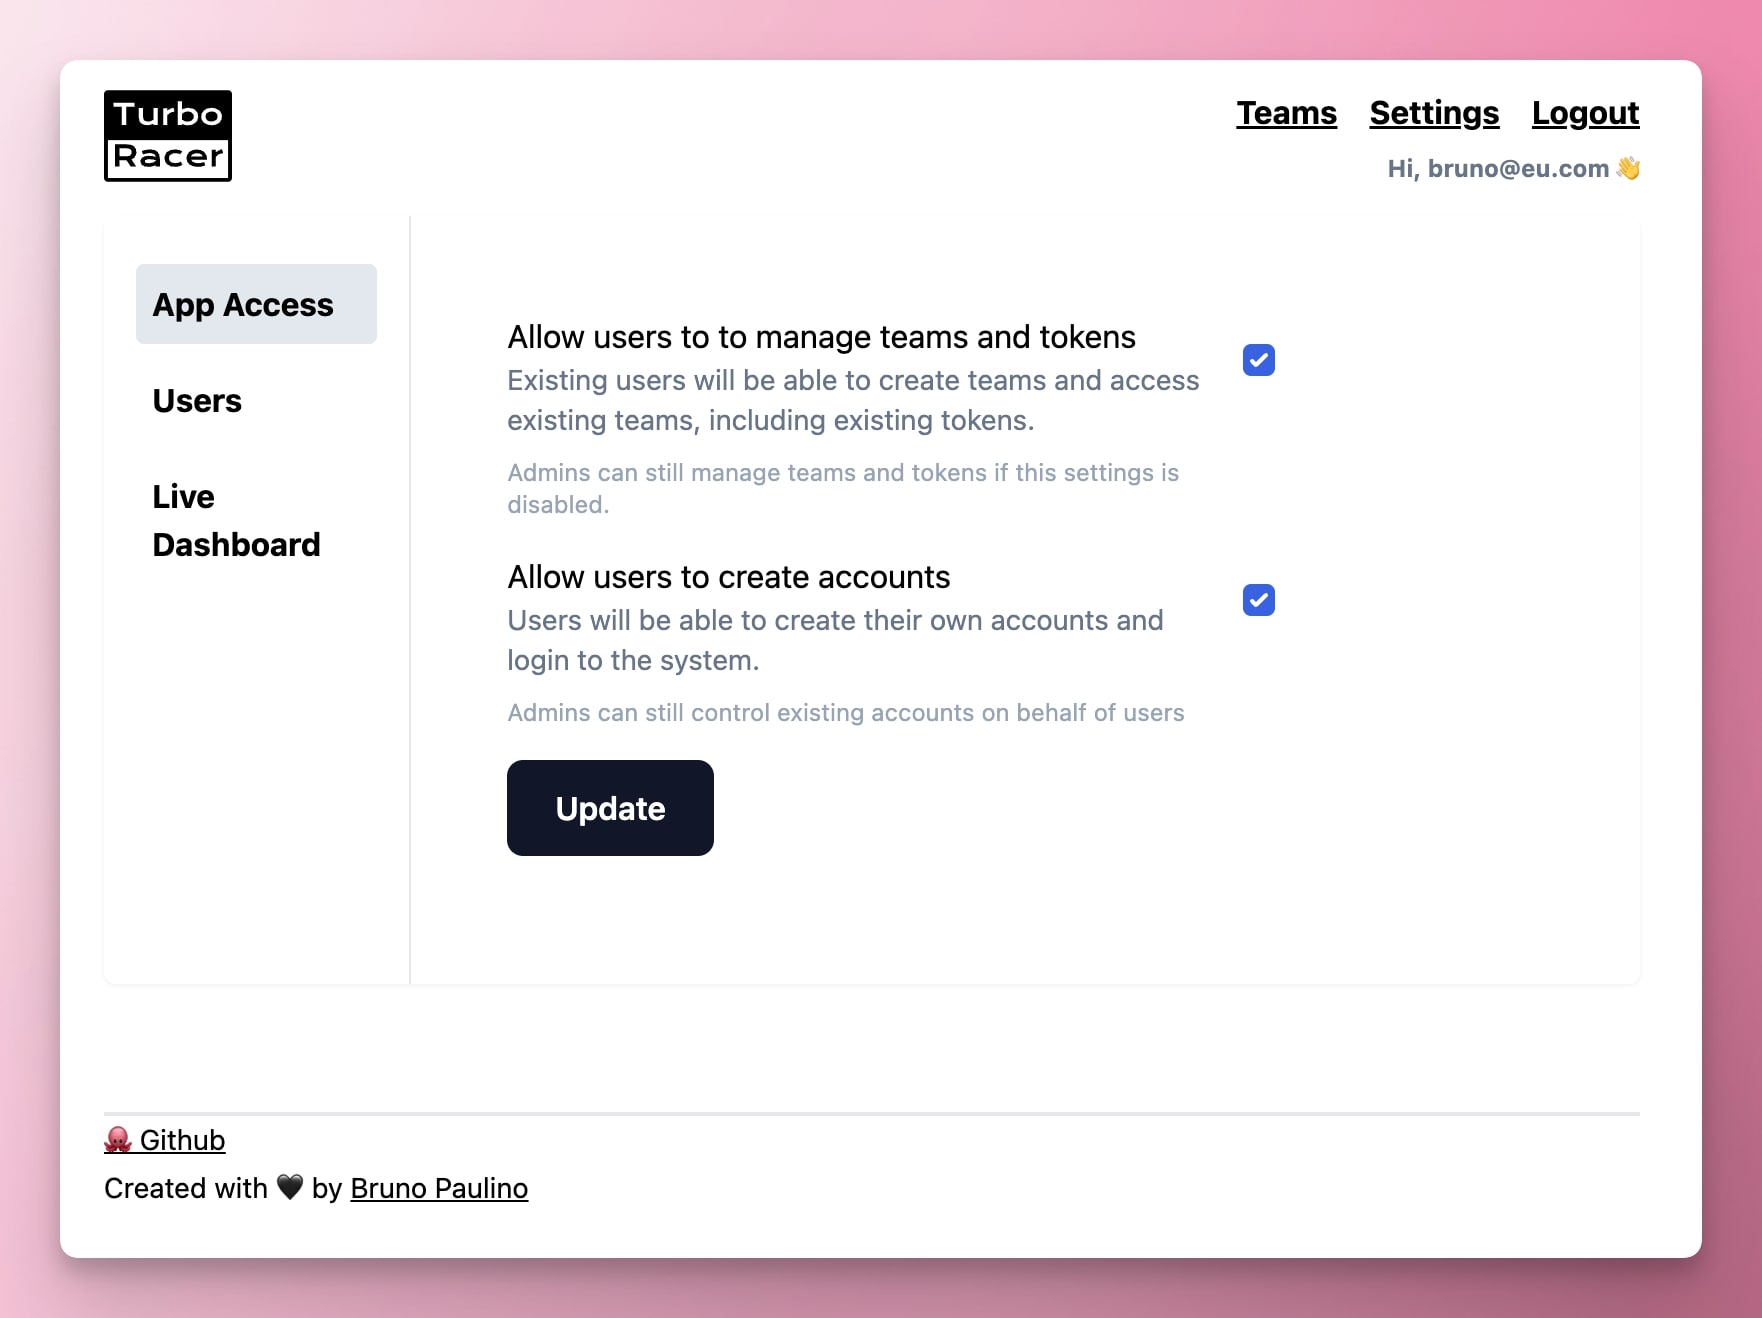 Turbo
Racer
Teams Settings Logout
Hi, bruno@eu.com 👋
App Access
Users
Live
Dashboard
Allow users to to manage teams and tokens
Existing users will be able to create teams and access
existing teams, including existing tokens.
Admins can still manage teams and tokens if this settings is
disabled.
Allow users to create accounts
Users will be able to create their own accounts and
login to the system.
Admins can still control existing accounts on behalf of users
Update
🐙 Github
Created with 🖤 by Bruno Paulino